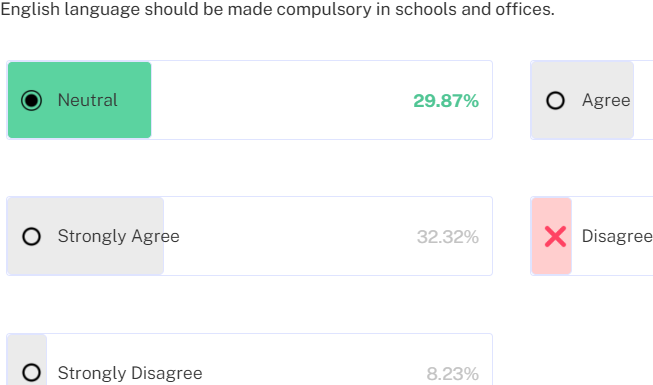 English language should be made compulsory in schools and offices.
Neutral 29.87% Agree
Strongly Agree 32.32% Disagree
Strongly Disagree 8.23%